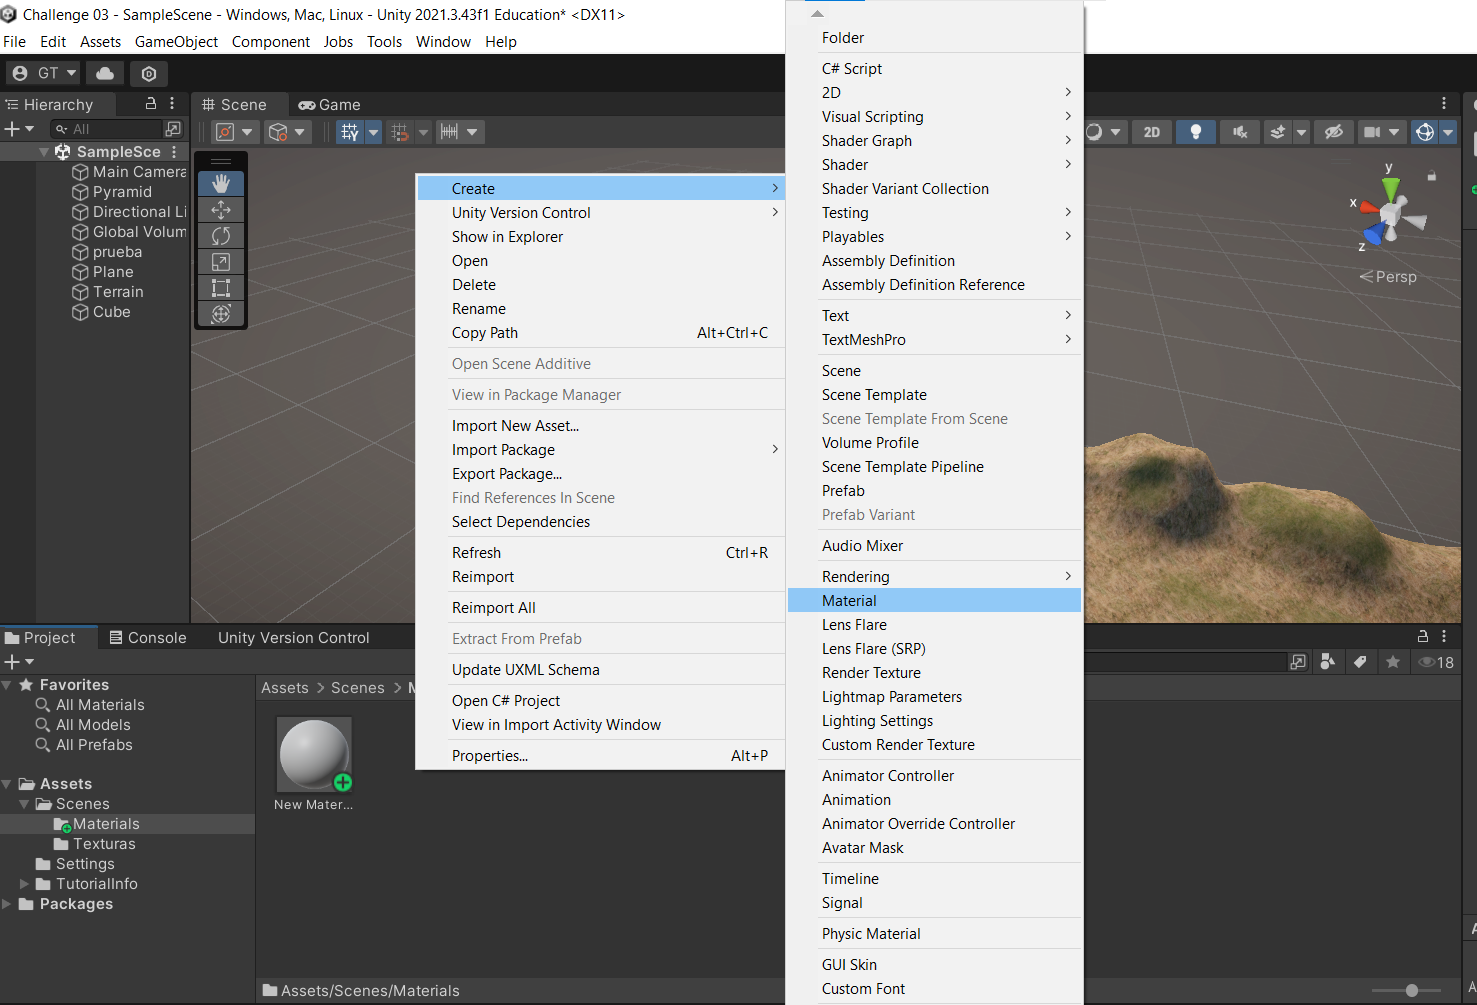 Challenge 03 - SampleScene - Windows, Mac, Linux - Unity 2021.3.43f1 Education* <DX11>
File Edit Assets GameObject Component Jobs Tools Window Help
GT
Hierarchy
All
SampleSce
Main Camera
Pyramid
Directional Li
Global Volum
prueba
Plane
Terrain
Cube
Scene
Game
2D
y
x
z
Persp
Create
Unity Version Control
Show in Explorer
Open
Delete
Rename
Copy Path Alt+Ctrl+C
Open Scene Additive
View in Package Manager
Import New Asset...
Import Package
Export Package...
Find References In Scene
Select Dependencies
Refresh Ctrl+R
Reimport
Reimport All
Extract From Prefab
Update UXML Schema
Open C# Project
View in Import Activity Window
Properties... Alt+P
Folder
C# Script
2D
Visual Scripting
Shader Graph
Shader
Shader Variant Collection
Testing
Playables
Assembly Definition
Assembly Definition Reference
Text
TextMeshPro
Scene
Scene Template
Scene Template From Scene
Volume Profile
Scene Template Pipeline
Prefab
Prefab Variant
Audio Mixer
Rendering
Material
Lens Flare
Lens Flare (SRP)
Render Texture
Lightmap Parameters
Lighting Settings
Custom Render Texture
Animator Controller
Animation
Animator Override Controller
Avatar Mask
Timeline
Signal
Physic Material
GUI Skin
Custom Font
Project
Console
Unity Version Control
18
Favorites
All Materials
All Models
All Prefabs
Assets
Scenes
Materials
Texturas
Settings
TutorialInfo
Packages
Assets > Scenes > M
New Mater...
Assets/Scenes/Materials